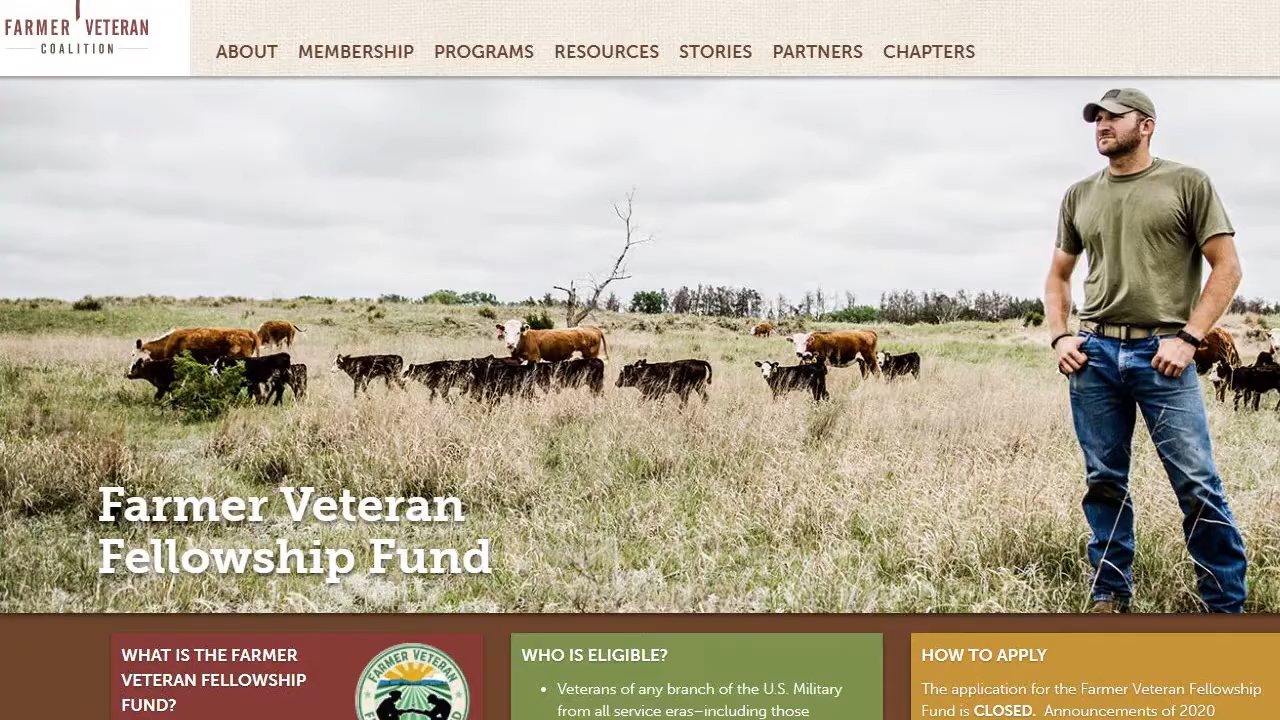 FARMER VETERAN
COALITION
ABOUT MEMBERSHIP PROGRAMS RESOURCES STORIES PARTNERS CHAPTERS
Farmer Veteran
Fellowship Fund
WHAT IS THE FARMER
VETERAN FELLOWSHIP
FUND?
FARMER VETERAN
WHO IS ELIGIBLE?
• Veterans of any branch of the U.S. Military
from all service eras–including those
HOW TO APPLY
The application for the Farmer Veteran Fellowship
Fund is CLOSED. Announcements of 2020